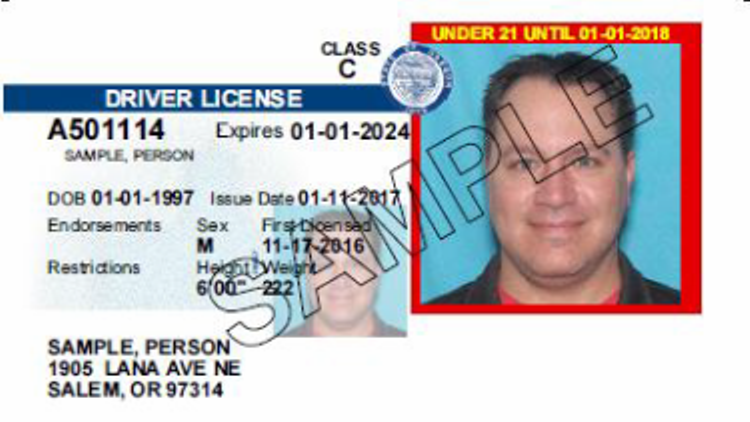 UNDER 21 UNTIL 01-01-2018
CLASS
C
DRIVER LICENSE
A501114 Expires 01-01-2024
SAMPLE, PERSON
DOB 01-01-1997 Issue Date 01-11-2017
Endorsements Sex First Licensed
M 11-17-2016
Restrictions Height Weight
6'00" 222
SAMPLE
SAMPLE, PERSON
1905 LANA AVE NE
SALEM, OR 97314